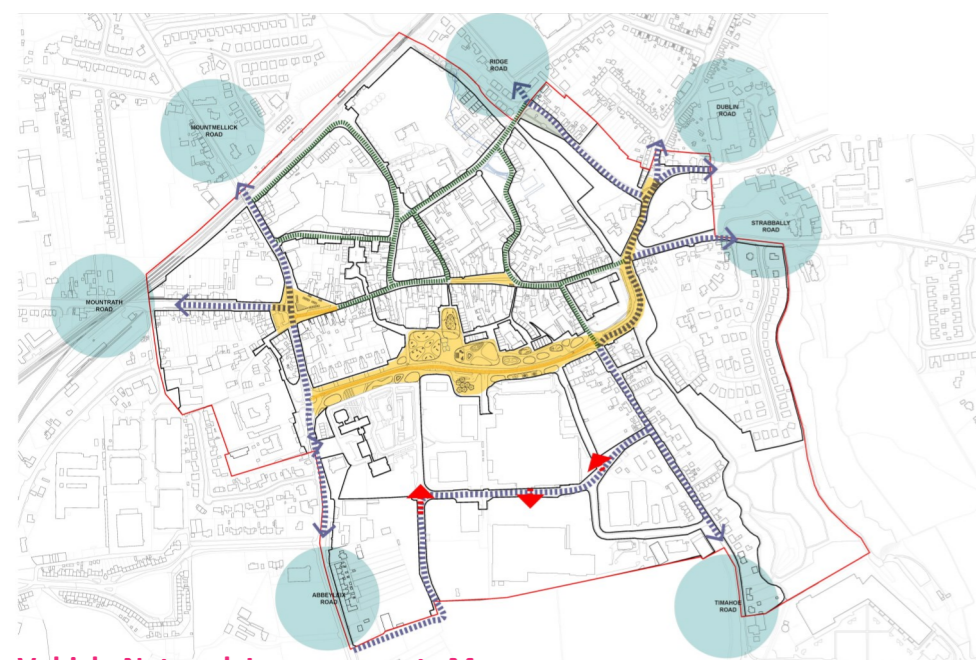 RIDGE
ROAD
DUBLIN
ROAD
MOUNTMELLICK
ROAD
STRABBALLY
ROAD
MOUNTRATH
ROAD
ABBEYLEIX
ROAD
TIMAHOE
ROAD